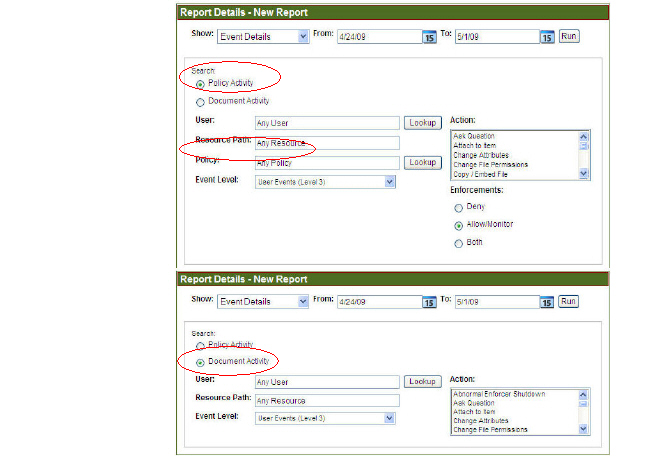 Report Details - New Report
Show: Event Details From: 4/24/09 15 To: 5/1/09 15 Run
Search:
Policy Activity
Document Activity
User: Any User Lookup Action:
Resource Path: Any Resource
Policy: Any Policy Lookup
Event Level: User Events (Level 3)
Ask Question
Attach to Item
Change Attributes
Change File Permissions
Copy / Embed File
Enforcements:
Deny
Allow/Monitor
Both
Report Details - New Report
Show: Event Details From: 4/24/09 15 To: 5/1/09 15 Run
Search:
Policy Activity
Document Activity
User: Any User Lookup Action:
Resource Path: Any Resource
Event Level: User Events (Level 3)
Abnormal Enforcer Shutdown
Ask Question
Attach to Item
Change Attributes
Change File Permissions